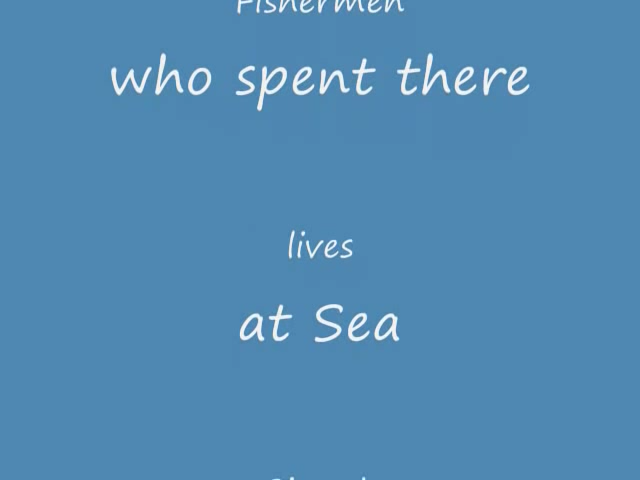 Fishermen
who spent there
lives
at Sea